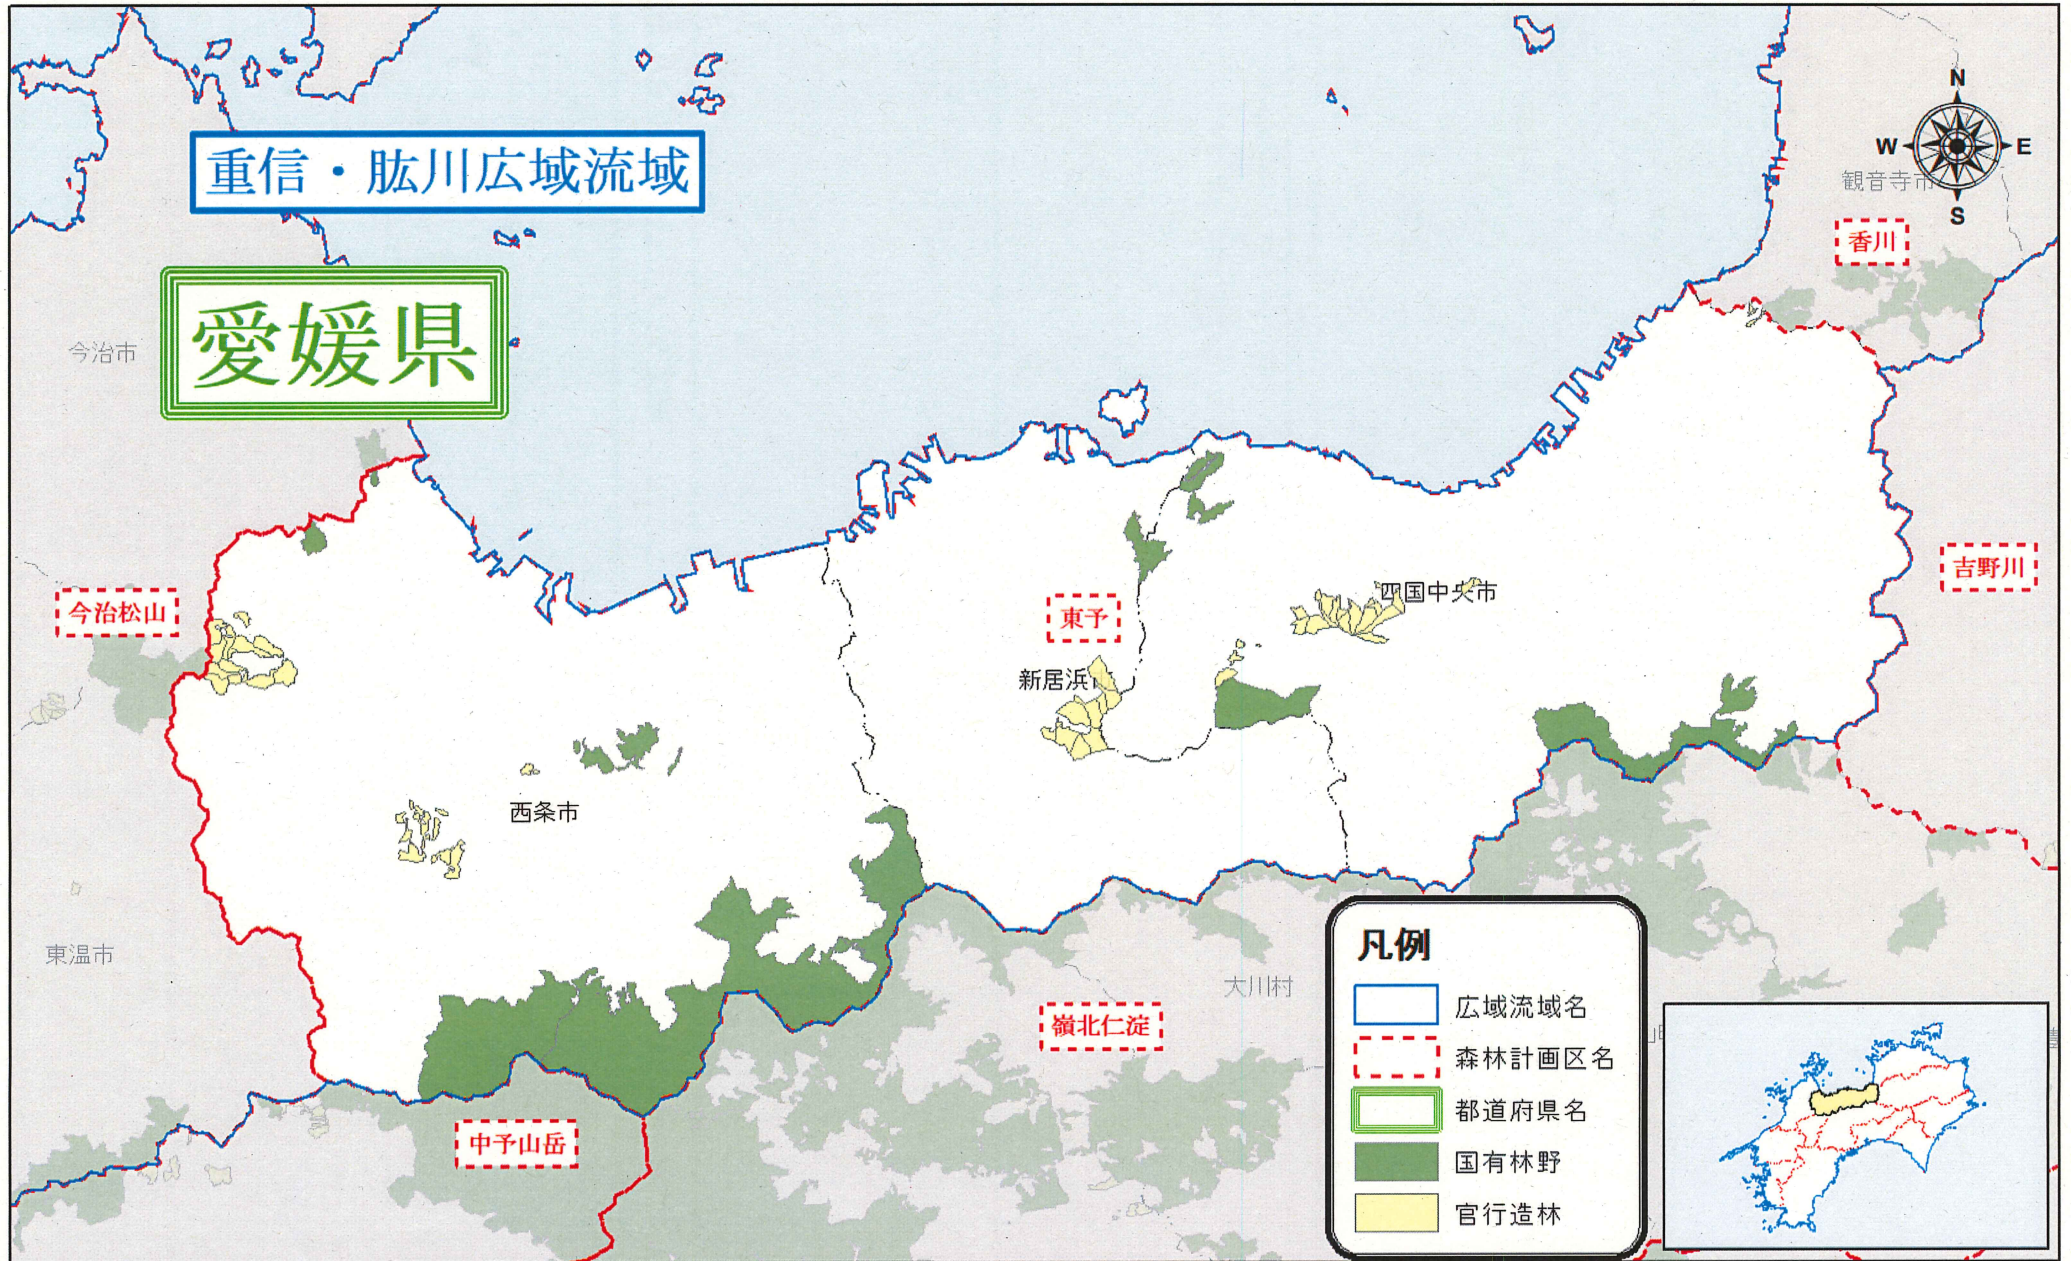 重信・肱川広域流域
愛媛県
N
W
E
S
観音寺市
香川
今治市
今治松山
東予
四国中央市
吉野川
新居浜
西条市
東温市
大川村
嶺北仁淀
中予山岳
凡例
広域流域名
森林計画区名
都道府県名
国有林野
官行造林